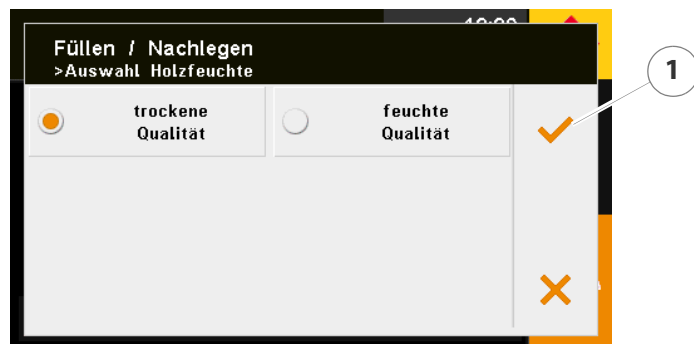 Füllen / Nachlegen
>Auswahl Holzfeuchte
trockene
Qualität
feuchte
Qualität
1